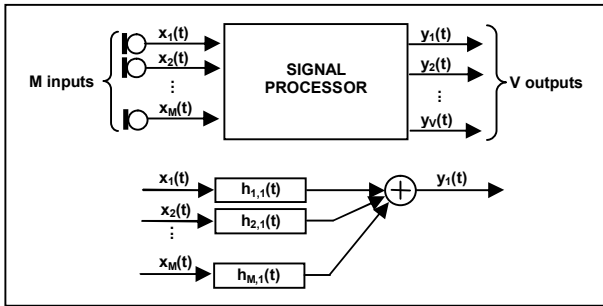 x1(t) y1(t)
x2(t) y2(t)
M inputs ⋮ SIGNAL PROCESSOR ⋮ V outputs
xM(t) yV(t)
x1(t) h1,1(t) y1(t)
x2(t) h2,1(t)
⋮
xM(t) hM,1(t)